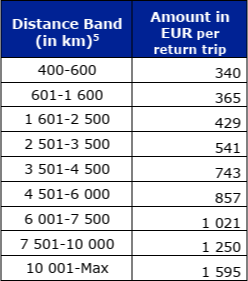 Distance Band
(in km)⁵
Amount in
EUR per
return trip
400-600 340
601-1 600 365
1 601-2 500 429
2 501-3 500 541
3 501-4 500 743
4 501-6 000 857
6 001-7 500 1 021
7 501-10 000 1 250
10 001-Max 1 595